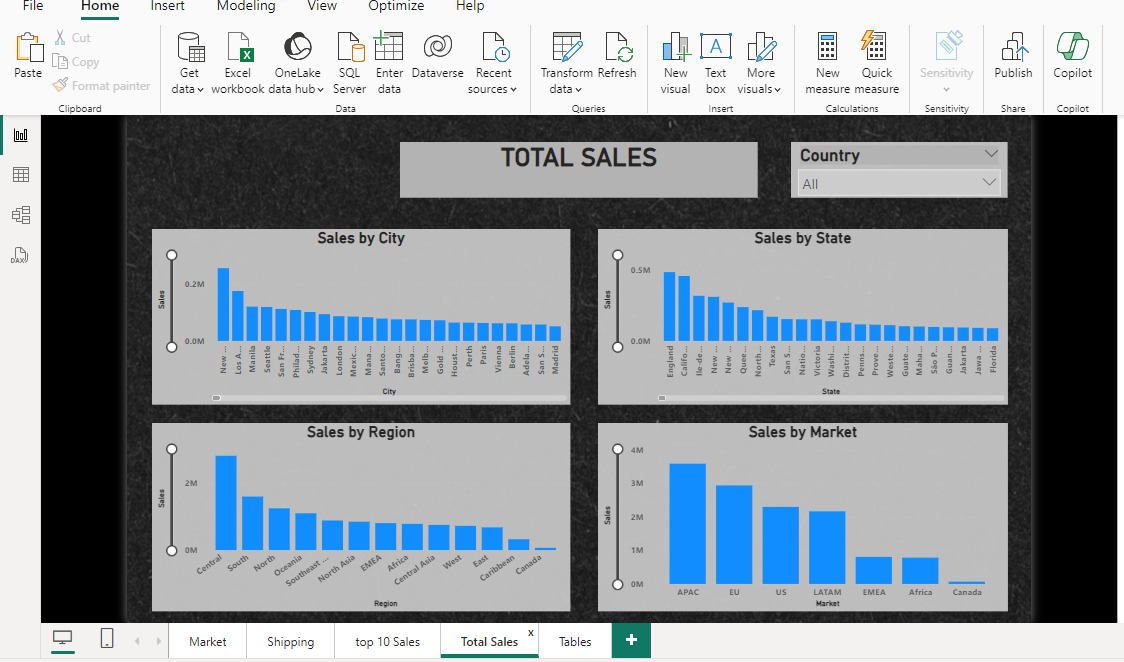 File Home Insert Modeling View Optimize Help
Paste
Cut
Copy
Format painter
Clipboard
Get data
Excel workbook
OneLake data hub
SQL Server
Enter data
Dataverse
Recent sources
Data
Transform data
Refresh
Queries
New visual
Text box
More visuals
Insert
New measure
Quick measure
Calculations
Sensitivity
Sensitivity
Publish
Share
Copilot
Copilot
DAX
TOTAL SALES
Country
All
Sales by City
Sales
0.2M
0.0M
New ...
Los A...
Manila
Seattle
San Fr...
Philad...
Sydney
Jakarta
London
Mexic...
Mana...
Santo...
Bang...
Brisba...
Melb...
Gold ...
Houst...
Perth
Paris
Vienna
Berlin
Adela...
San S...
Madrid
City
Sales by State
Sales
0.5M
0.0M
England
Califo...
Ile-de...
New ...
New ...
Quee...
North...
Texas
San S...
Natio...
Victoria
Washi...
Distrit...
Penns...
Prove...
Weste...
Guate...
Maha...
São P...
Guan...
Jakarta
Jawa ...
Florida
State
Sales by Region
Sales
2M
0M
Central
South
North
Oceania
Southeast ...
North Asia
EMEA
Africa
Central Asia
West
East
Caribbean
Canada
Region
Sales by Market
Sales
4M
3M
2M
1M
0M
APAC EU US LATAM EMEA Africa Canada
Market
Market Shipping top 10 Sales Total Sales x Tables +